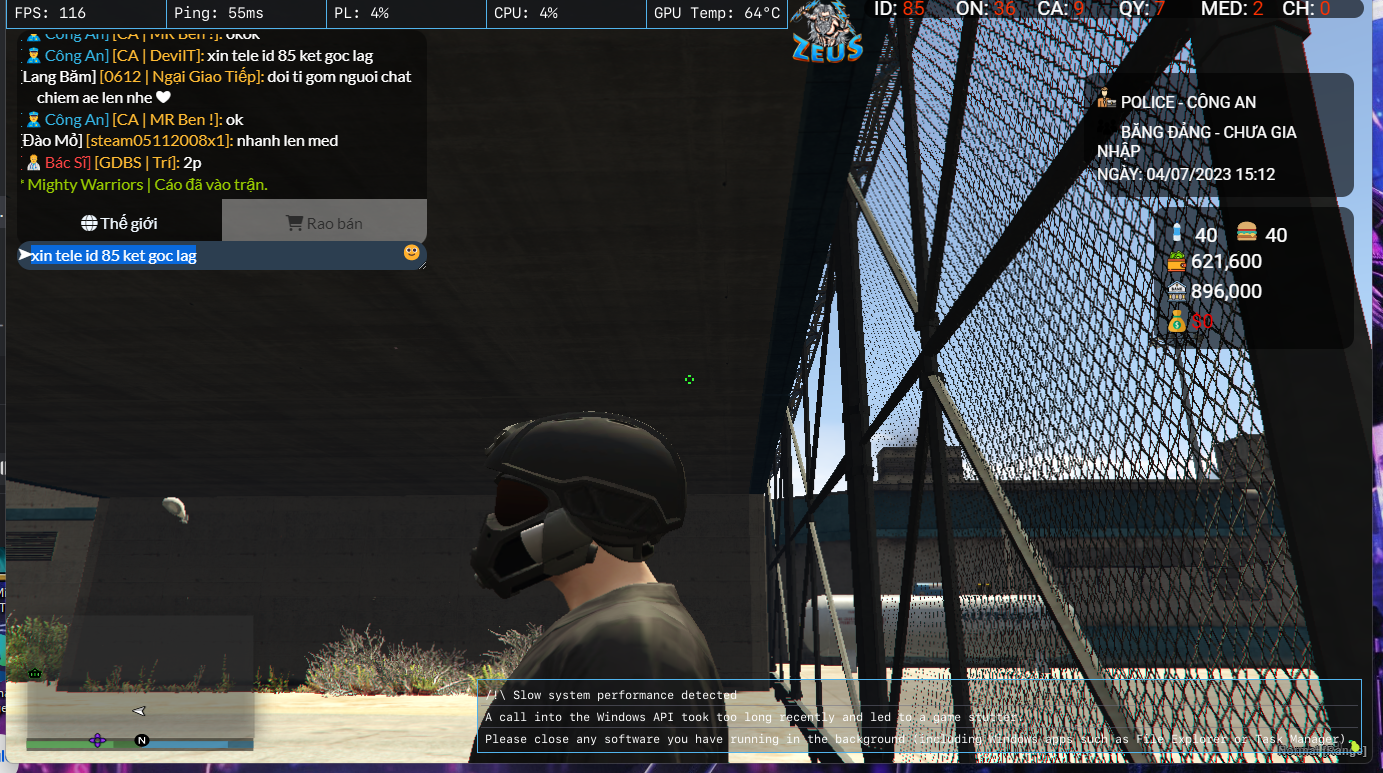 FPS: 116
Ping: 55ms
PL: 4%
CPU: 4%
GPU Temp: 64°C
ZEUS
ID: 85 ON: 36 CA: 9 QY: 7 MED: 2 CH: 0
Công An] [CA | MR Ben !]: okok
Công An] [CA | DevilT]: xin tele id 85 ket goc lag
Lang Băm] [0612 | Ngại Giao Tiếp]: doi ti gom nguoi chat
chiem ae len nhe
Công An] [CA | MR Ben !]: ok
Đào Mỏ] [steam05112008x1]: nhanh len med
Bác Sĩ] [GDBS | Trí]: 2p
* Mighty Warriors | Cáo đã vào trận.
Thế giới
Rao bán
xin tele id 85 ket goc lag
POLICE - CÔNG AN
BĂNG ĐẢNG - CHƯA GIA
NHẬP
NGÀY: 04/07/2023 15:12
40 40
621,600
BANK
896,000
$0
N
/!\ Slow system performance detected
A call into the Windows API took too long recently and led to a game stutter.
Please close any software you have running in the background (including Windows apps such as File Explorer or Task Manager).